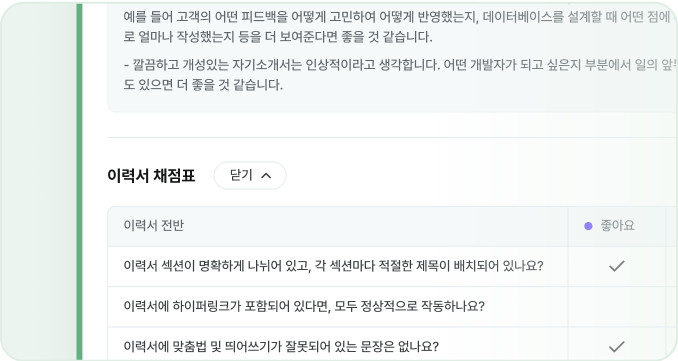 예를 들어 고객의 어떤 피드백을 어떻게 고민하여 어떻게 반영했는지, 데이터베이스를 설계할 때 어떤 점에
로 얼마나 작성했는지 등을 더 보여준다면 좋을 것 같습니다.
- 깔끔하고 개성있는 자기소개서는 인상적이라고 생각합니다. 어떤 개발자가 되고 싶은지 부분에서 일의
도 있으면 더 좋을 것 같습니다.
이력서 채점표 닫기
이력서 전반 좋아요
이력서 섹션이 명확하게 나뉘어 있고, 각 섹션마다 적절한 제목이 배치되어 있나요?
이력서에 하이퍼링크가 포함되어 있다면, 모두 정상적으로 작동하나요?
이력서에 맞춤법 및 띄어쓰기가 잘못되어 있는 문장은 없나요?